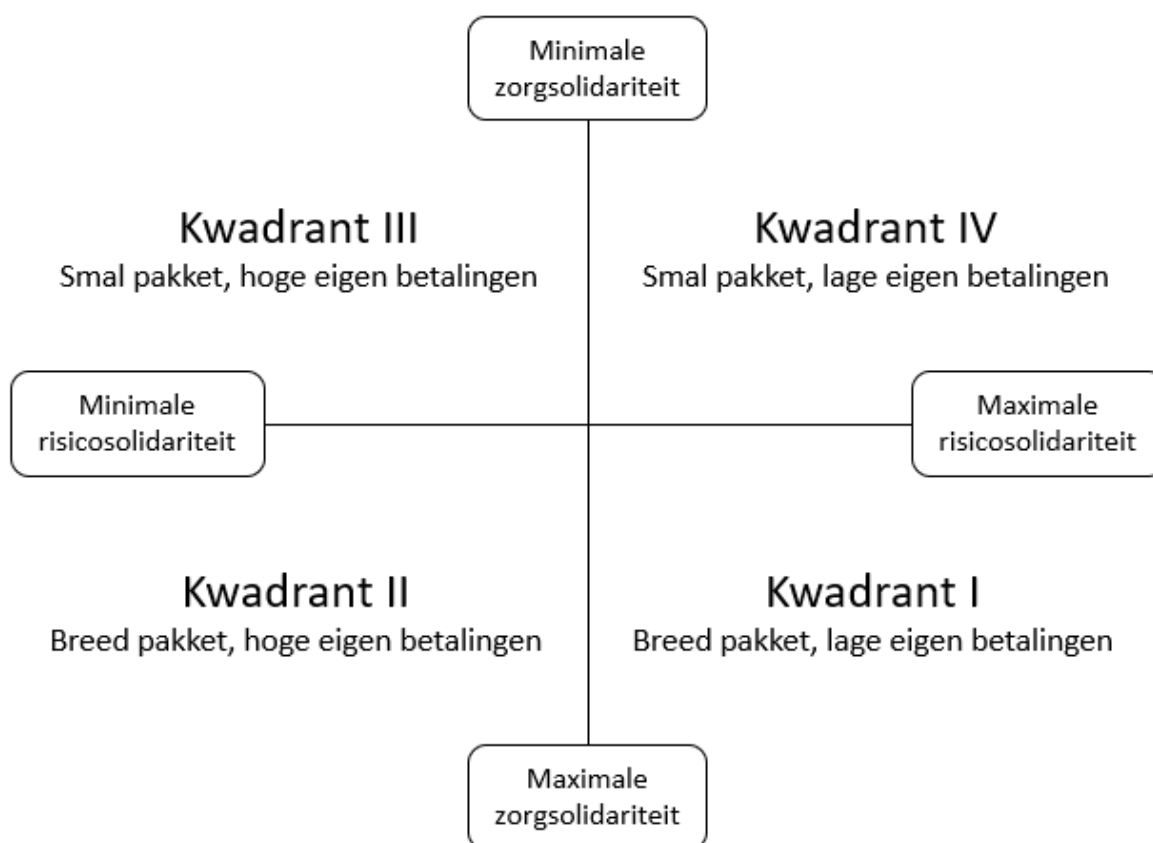 Minimale
zorgsolidariteit
Kwadrant III
Smal pakket, hoge eigen betalingen
Kwadrant IV
Smal pakket, lage eigen betalingen
Minimale
risicosolidariteit
Maximale
risicosolidariteit
Kwadrant II
Breed pakket, hoge eigen betalingen
Kwadrant I
Breed pakket, lage eigen betalingen
Maximale
zorgsolidariteit